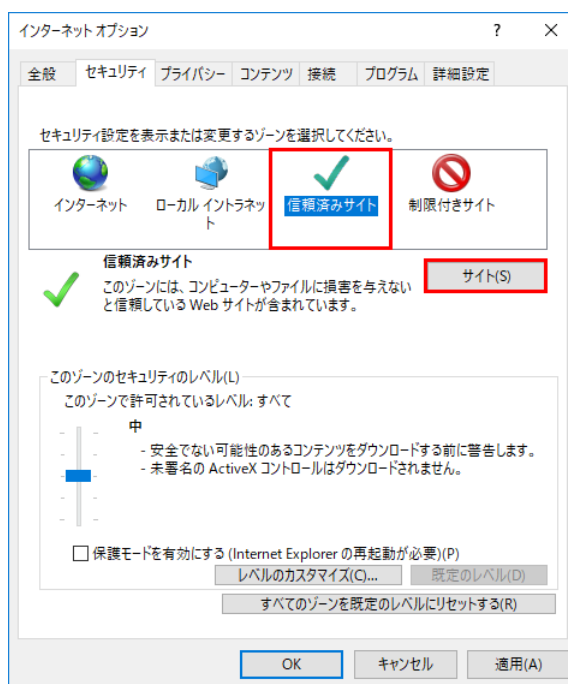 インターネット オプション ? ×
全般 セキュリティ プライバシー コンテンツ 接続 プログラム 詳細設定
セキュリティ設定を表示または変更するゾーンを選択してください。
インターネット ローカル イントラネット 信頼済みサイト 制限付きサイト
信頼済みサイト
サイト(S)
このゾーンには、コンピューターやファイルに損害を与えない
と信頼している Web サイトが含まれています。
このゾーンのセキュリティのレベル(L)
このゾーンで許可されているレベル: すべて
中
- 安全でない可能性のあるコンテンツをダウンロードする前に警告します。
- 未署名の ActiveX コントロールはダウンロードされません。
保護モードを有効にする (Internet Explorer の再起動が必要)(P)
レベルのカスタマイズ(C)... 既定のレベル(D)
すべてのゾーンを既定のレベルにリセットする(R)
OK キャンセル 適用(A)